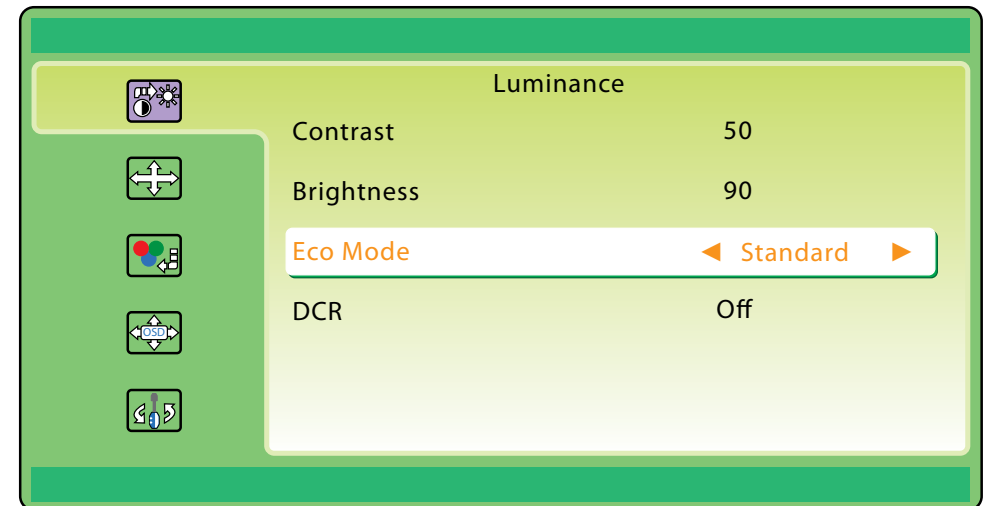 Luminance
Contrast 50
Brightness 90
Eco Mode Standard
DCR Off
OSD